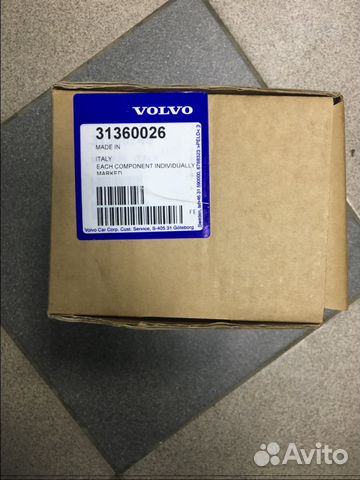 VOLVO
31360026
MADE IN
ITALY
EACH COMPONENT INDIVIDUALLY
MARKED
FE
Volvo Car Corp. Cust. Service, S-405 31 Göteborg
Sweden,
Avito